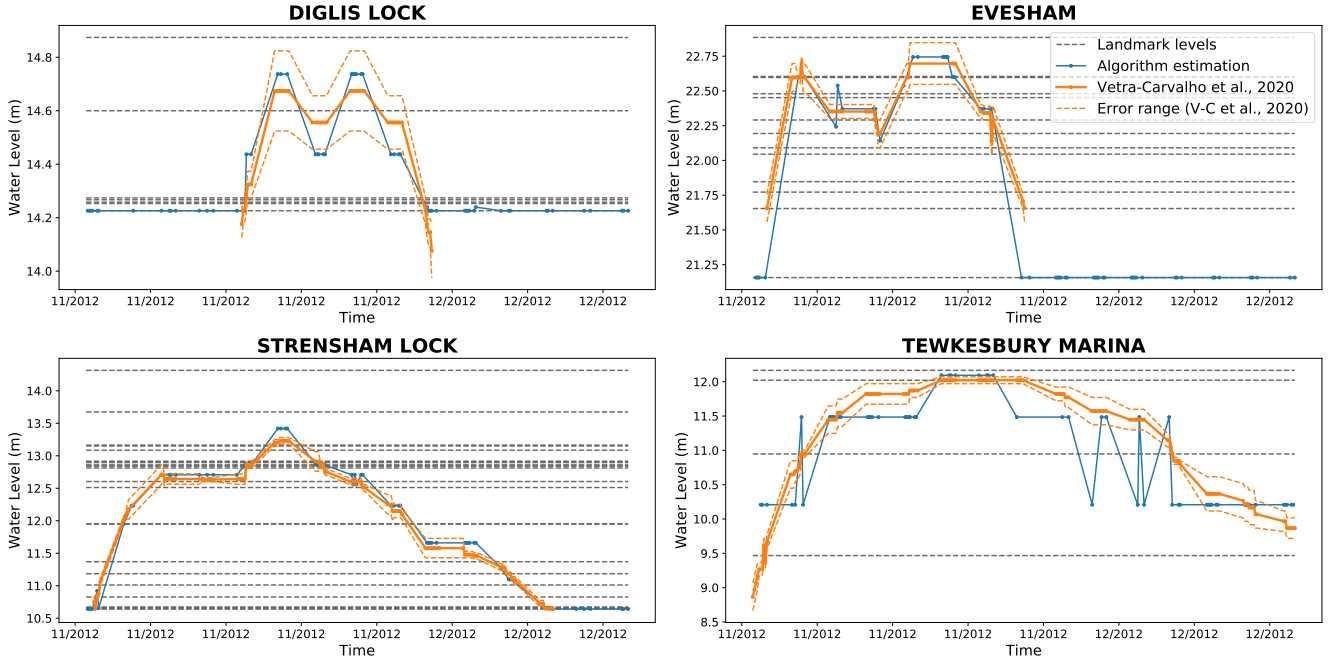 DIGLIS LOCK
Water Level (m)
14.8
14.6
14.4
14.2
14.0
11/2012 11/2012 11/2012 11/2012 11/2012 11/2012 12/2012 12/2012
Time
EVESHAM
Water Level (m)
22.75
22.50
22.25
22.00
21.75
21.50
21.25
Landmark levels
Algorithm estimation
Vetra-Carvalho et al., 2020
Error range (V-C et al., 2020)
11/2012 11/2012 11/2012 11/2012 11/2012 12/2012 12/2012 12/2012
Time
STRENSHAM LOCK
Water Level (m)
14.0
13.5
13.0
12.5
12.0
11.5
11.0
10.5
11/2012 11/2012 11/2012 11/2012 11/2012 11/2012 12/2012 12/2012
Time
TEWKESBURY MARINA
Water Level (m)
12.0
11.5
11.0
10.5
10.0
9.5
9.0
8.5
11/2012 11/2012 11/2012 11/2012 11/2012 12/2012 12/2012 12/2012
Time